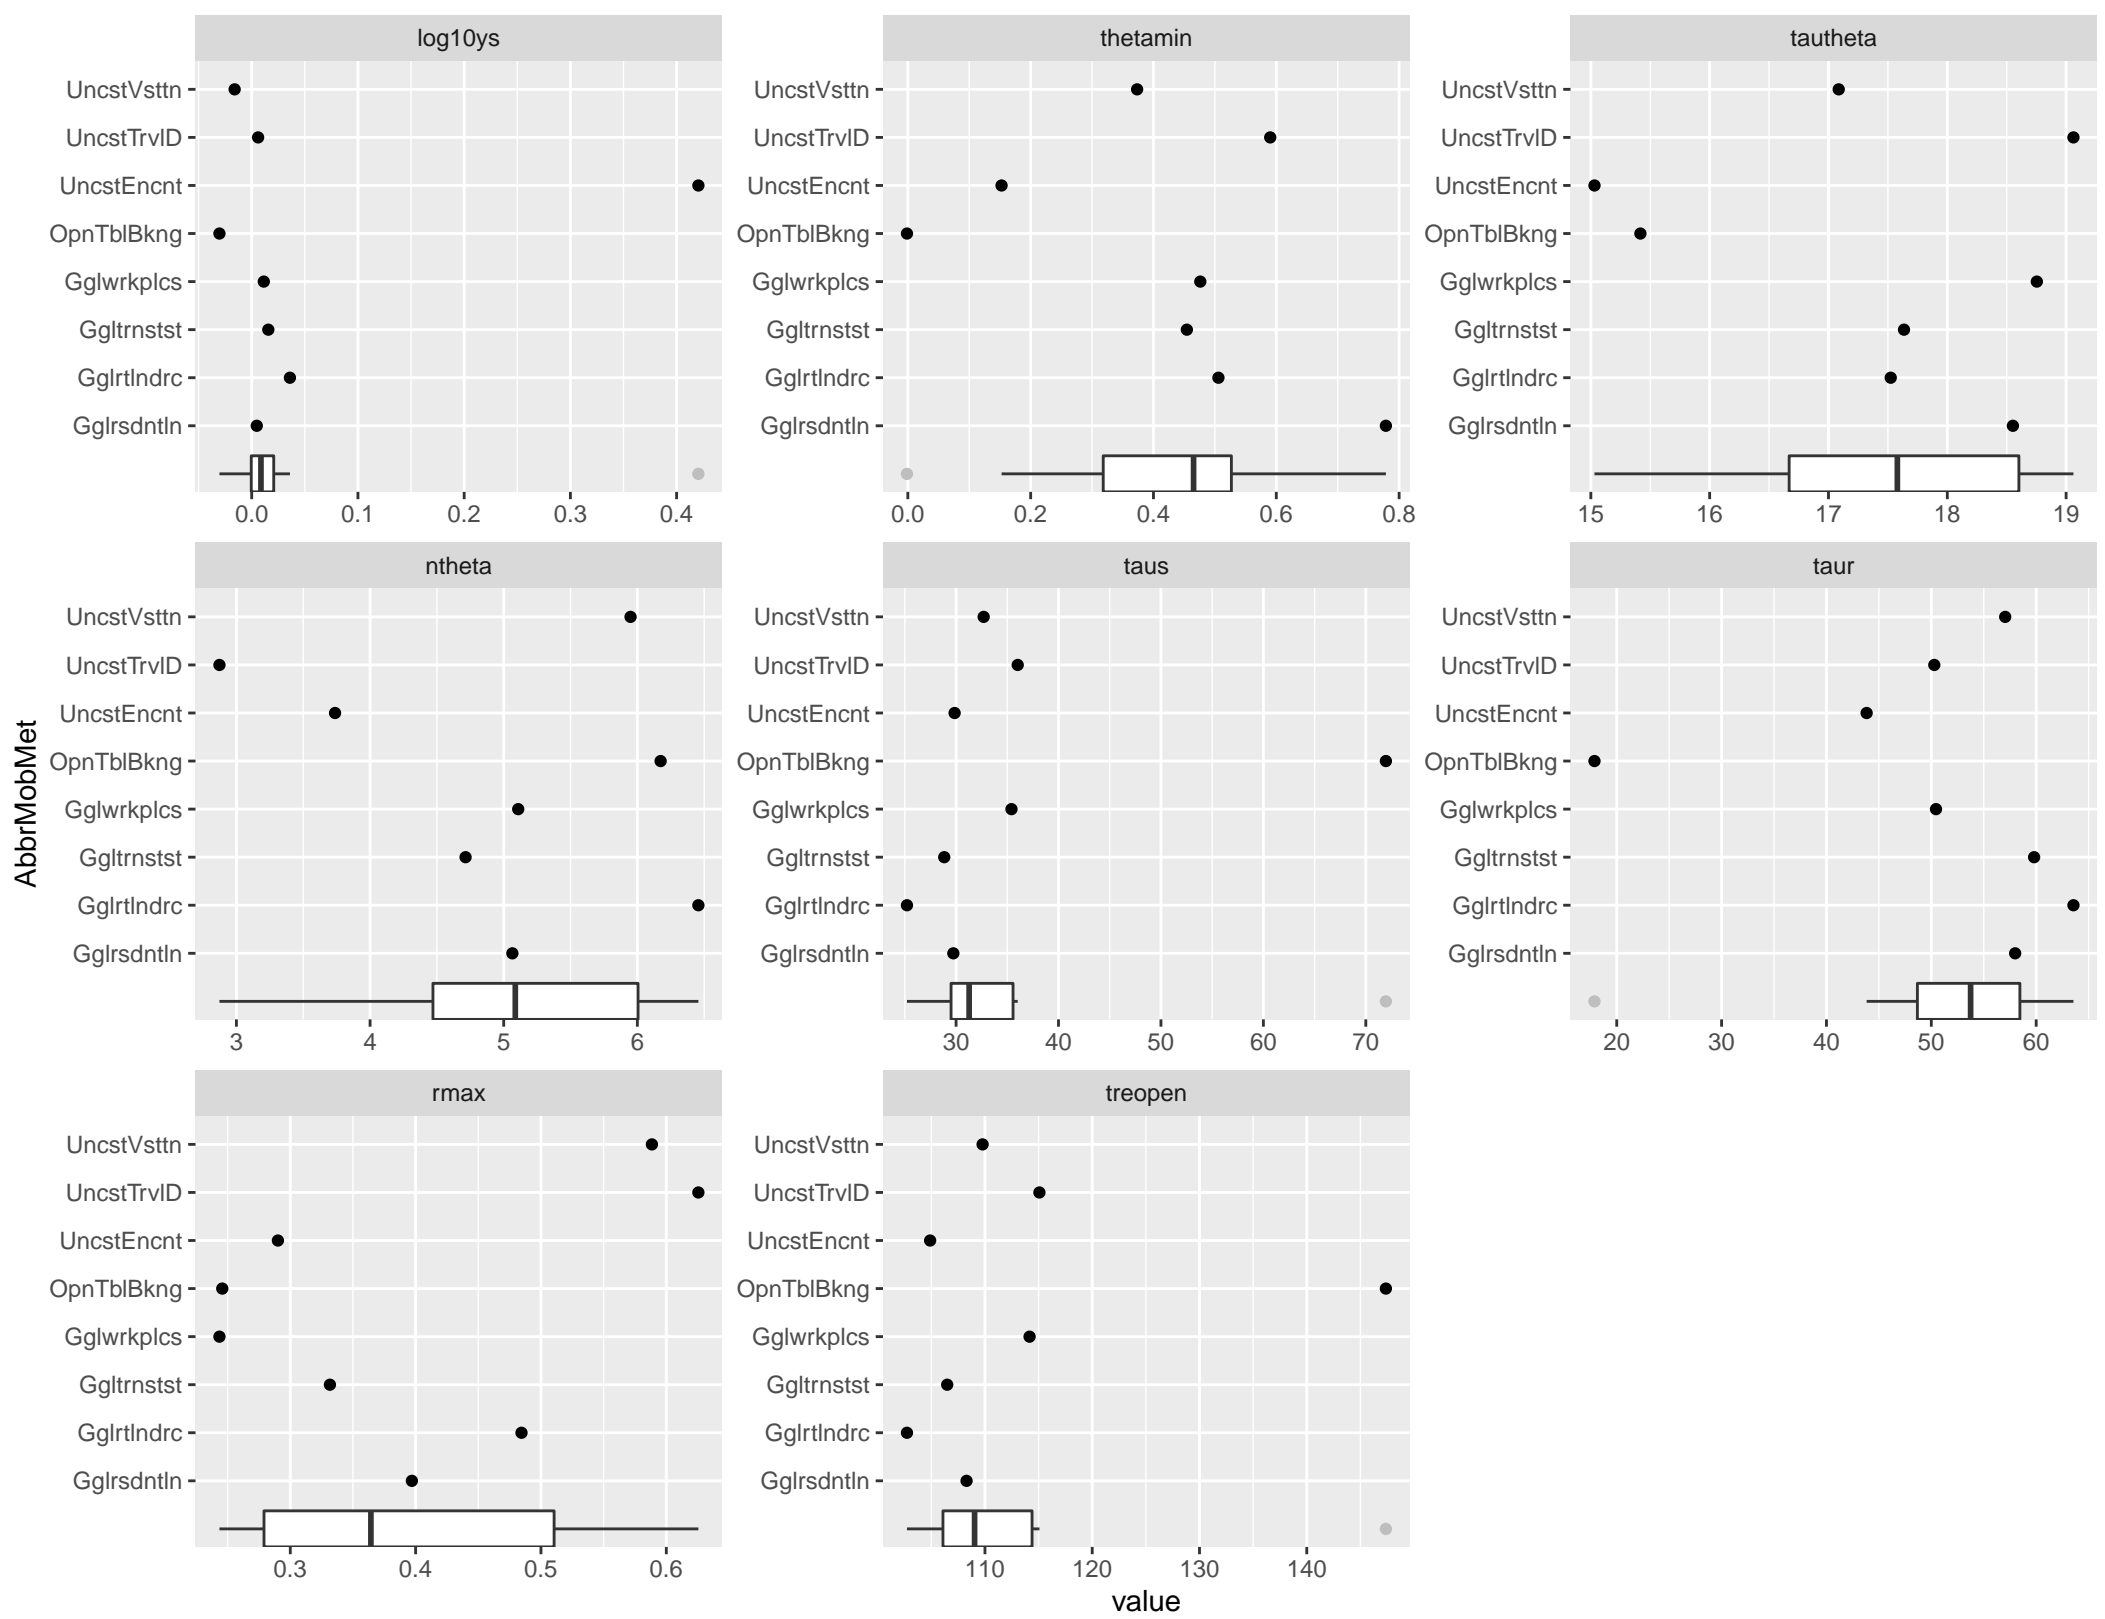 log10ys
thetamin
tautheta
UncstVsttn
UncstTrvlD
UncstEncnt
OpnTblBkng
Gglwrkplcs
Ggltrnstst
Gglrtlndrc
Gglrsdntln
0.0 0.1 0.2 0.3 0.4
UncstVsttn
UncstTrvlD
UncstEncnt
OpnTblBkng
Gglwrkplcs
Ggltrnstst
Gglrtlndrc
Gglrsdntln
0.0 0.2 0.4 0.6 0.8
UncstVsttn
UncstTrvlD
UncstEncnt
OpnTblBkng
Gglwrkplcs
Ggltrnstst
Gglrtlndrc
Gglrsdntln
15 16 17 18 19
ntheta
taus
taur
UncstVsttn
UncstTrvlD
UncstEncnt
OpnTblBkng
Gglwrkplcs
Ggltrnstst
Gglrtlndrc
Gglrsdntln
3 4 5 6
UncstVsttn
UncstTrvlD
UncstEncnt
OpnTblBkng
Gglwrkplcs
Ggltrnstst
Gglrtlndrc
Gglrsdntln
30 40 50 60 70
UncstVsttn
UncstTrvlD
UncstEncnt
OpnTblBkng
Gglwrkplcs
Ggltrnstst
Gglrtlndrc
Gglrsdntln
20 30 40 50 60
rmax
treopen
UncstVsttn
UncstTrvlD
UncstEncnt
OpnTblBkng
Gglwrkplcs
Ggltrnstst
Gglrtlndrc
Gglrsdntln
0.3 0.4 0.5 0.6
UncstVsttn
UncstTrvlD
UncstEncnt
OpnTblBkng
Gglwrkplcs
Ggltrnstst
Gglrtlndrc
Gglrsdntln
110 120 130 140
AbbrMobMet
value